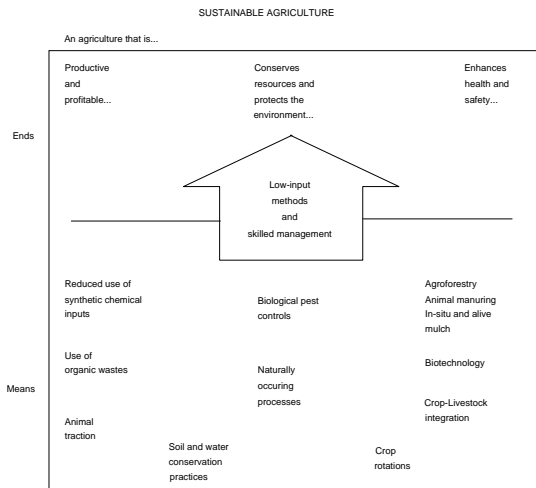 SUSTAINABLE AGRICULTURE
An agriculture that is...
Productive
and
profitable...
Conserves
resources and
protects the
environment...
Enhances
health and
safety...
Ends
Low-input
methods
and
skilled management
Reduced use of
synthetic chemical
inputs
Biological pest
controls
Agroforestry
Animal manuring
In-situ and alive
mulch
Use of
organic wastes
Naturally
occuring
processes
Biotechnology
Means
Crop-Livestock
integration
Animal
traction
Soil and water
conservation
practices
Crop
rotations